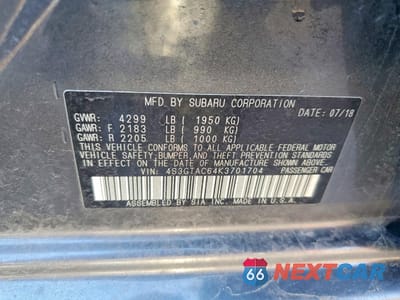 MFD. BY SUBARU CORPORATION 07/18
GVWR: 4299 LB ( 1950 KG)
GAWR: F 2183 LB ( 990 KG)
GAWR: R 2205 LB ( 1000 KG)
THIS VEHICLE CONFORMS TO ALL APPLICABLE FEDERAL MOTOR
VEHICLE SAFETY, BUMPER, AND THEFT PREVENTION STANDARDS
IN EFFECT ON THE DATE OF MANUFACTURE SHOWN ABOVE.
VIN: 4S3GTAC64K3701704 PASSENGER CAR
ASSEMBLED BY SIA, INC. MADE IN U.S.A.
66 NEXTCAR